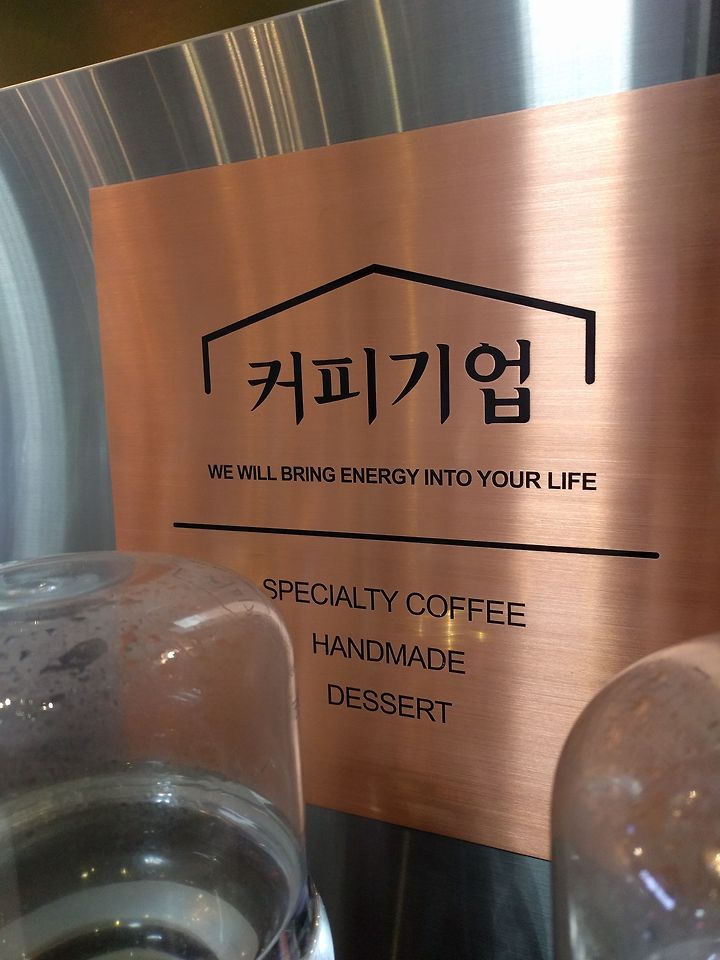 커피기업
WE WILL BRING ENERGY INTO YOUR LIFE
SPECIALTY COFFEE
HANDMADE
DESSERT